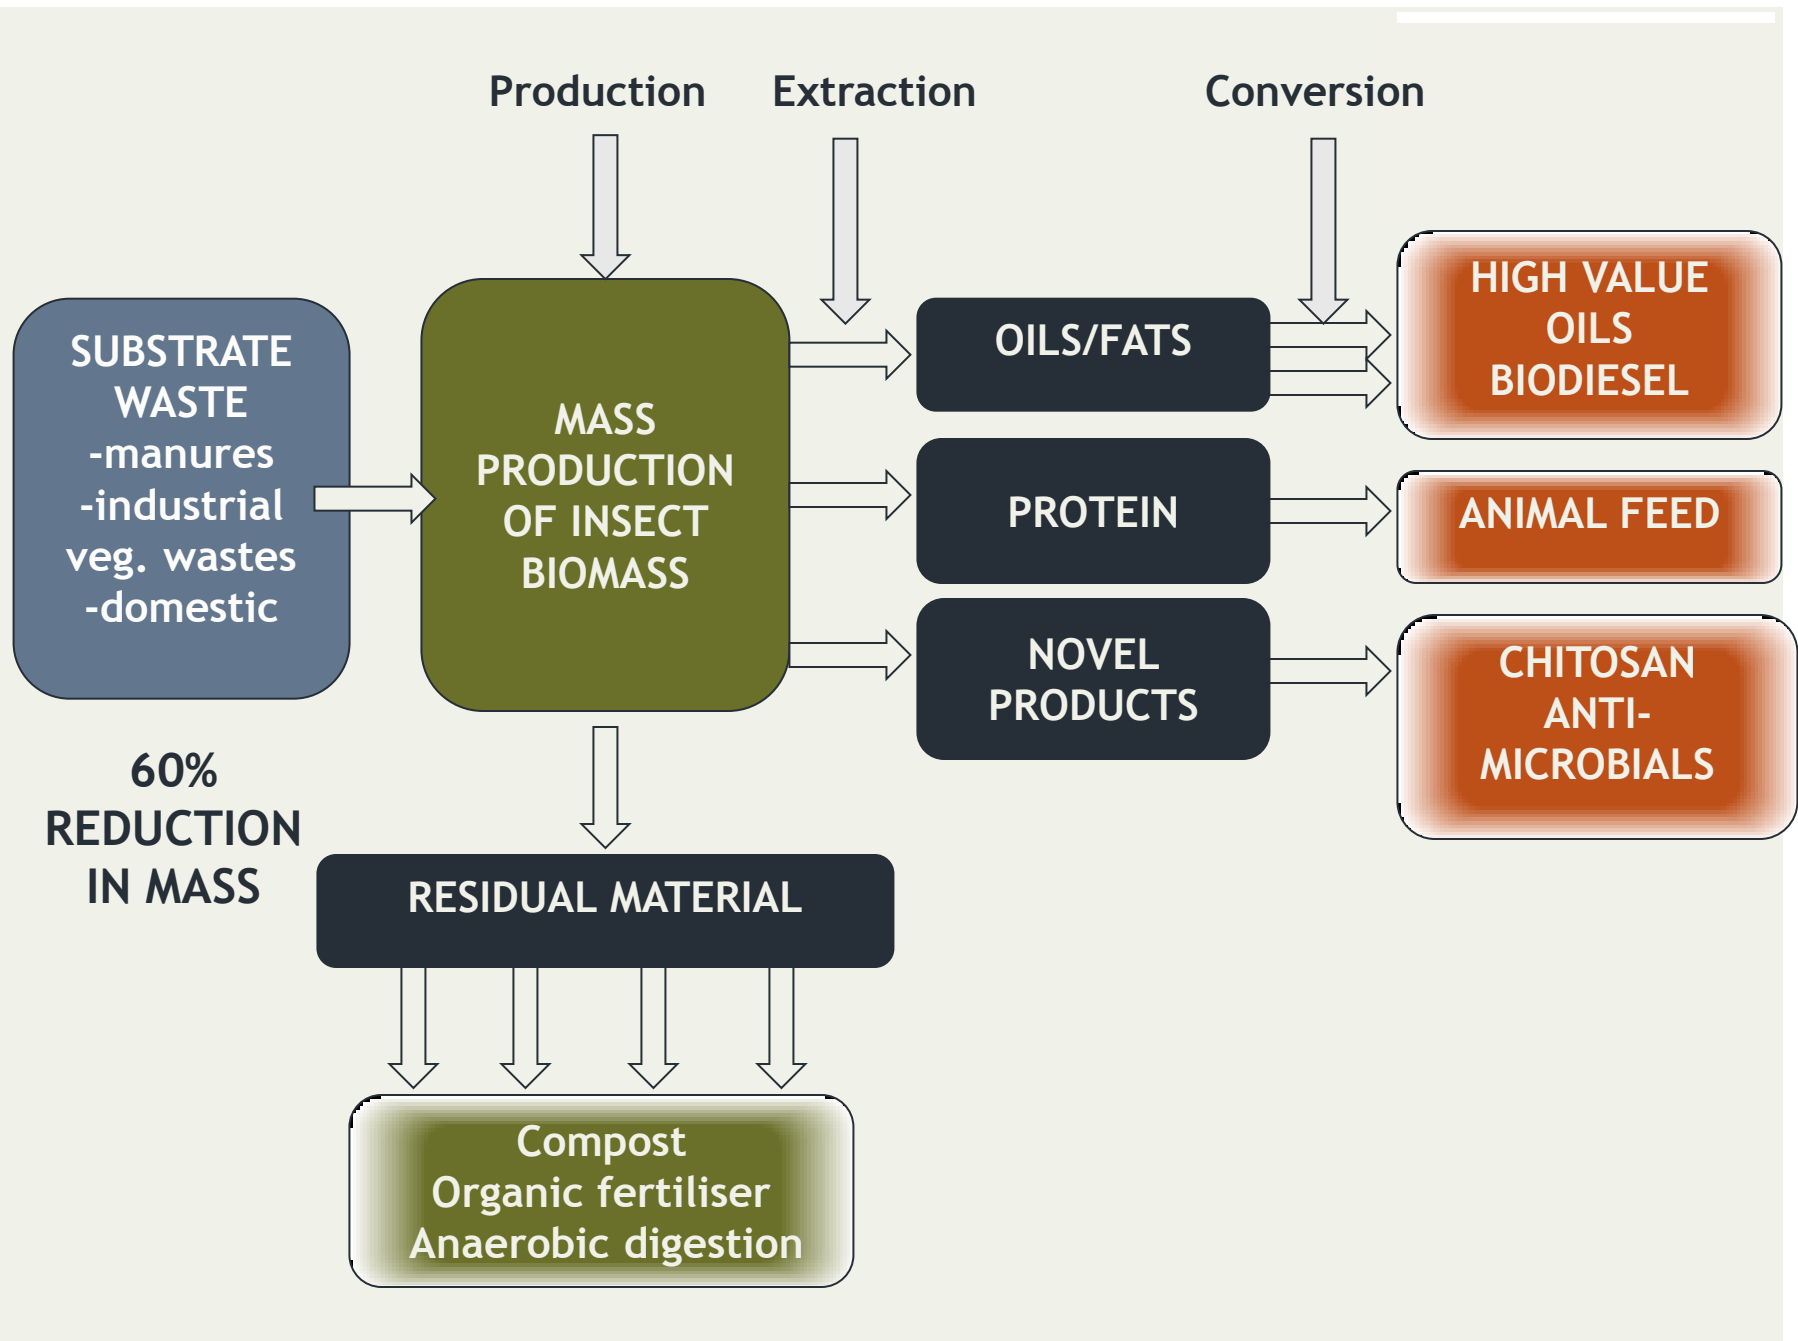 Production
Extraction
Conversion
SUBSTRATE
WASTE
-manures
-industrial
veg. wastes
-domestic
MASS
PRODUCTION
OF INSECT
BIOMASS
OILS/FATS
PROTEIN
NOVEL
PRODUCTS
HIGH VALUE
OILS
BIODIESEL
ANIMAL FEED
CHITOSAN
ANTI-
MICROBIALS
60%
REDUCTION
IN MASS
RESIDUAL MATERIAL
Compost
Organic fertiliser
Anaerobic digestion